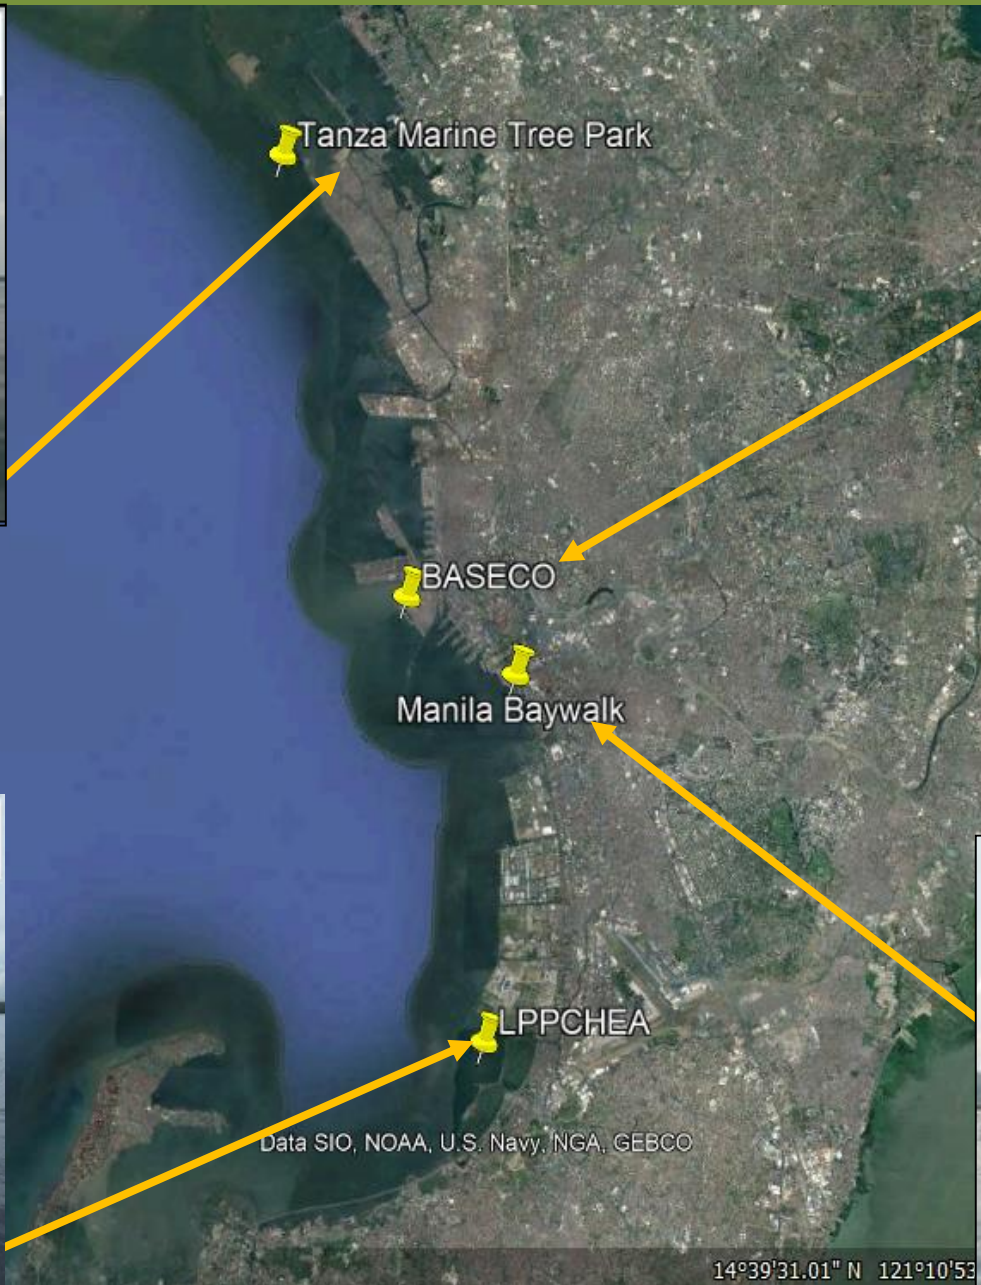 Tanza Marine Tree Park
BASECO
Manila Baywalk
LPPCHEA
Data SIO, NOAA, U.S. Navy, NGA, GEBCO
14°39'31.01" N 121°10'53